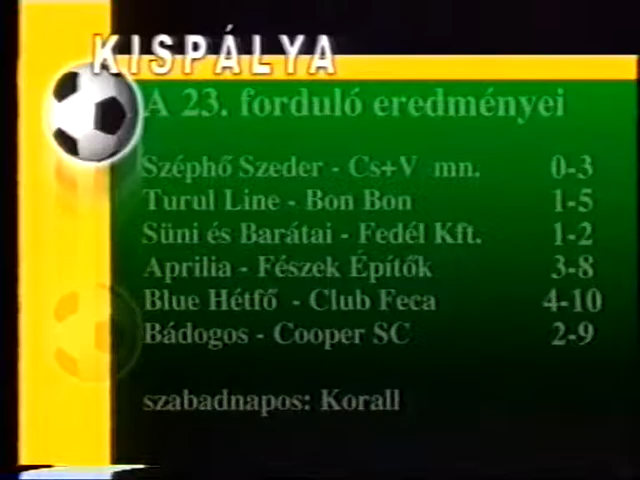 KISPÁLYA
A 23. forduló eredményei
Széphő Szeder - Cs+V mn. 0-3
Turul Line - Bon Bon 1-5
Süni és Barátai - Fedél Kft. 1-2
Aprilia - Fészek Építők 3-8
Blue Hétfő - Club Feca 4-10
Bádogos - Cooper SC 2-9
szabadnapos: Korall